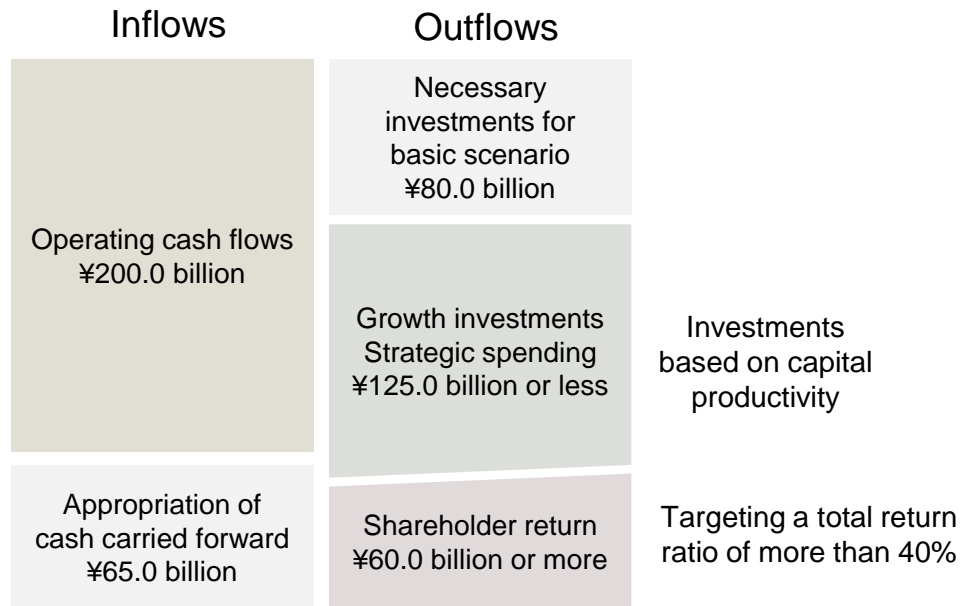 Inflows
Outflows
Operating cash flows
¥200.0 billion
Appropriation of
cash carried forward
¥65.0 billion
Necessary
investments for
basic scenario
¥80.0 billion
Growth investments
Strategic spending
¥125.0 billion or less
Shareholder return
¥60.0 billion or more
Investments
based on capital
productivity
Targeting a total return
ratio of more than 40%